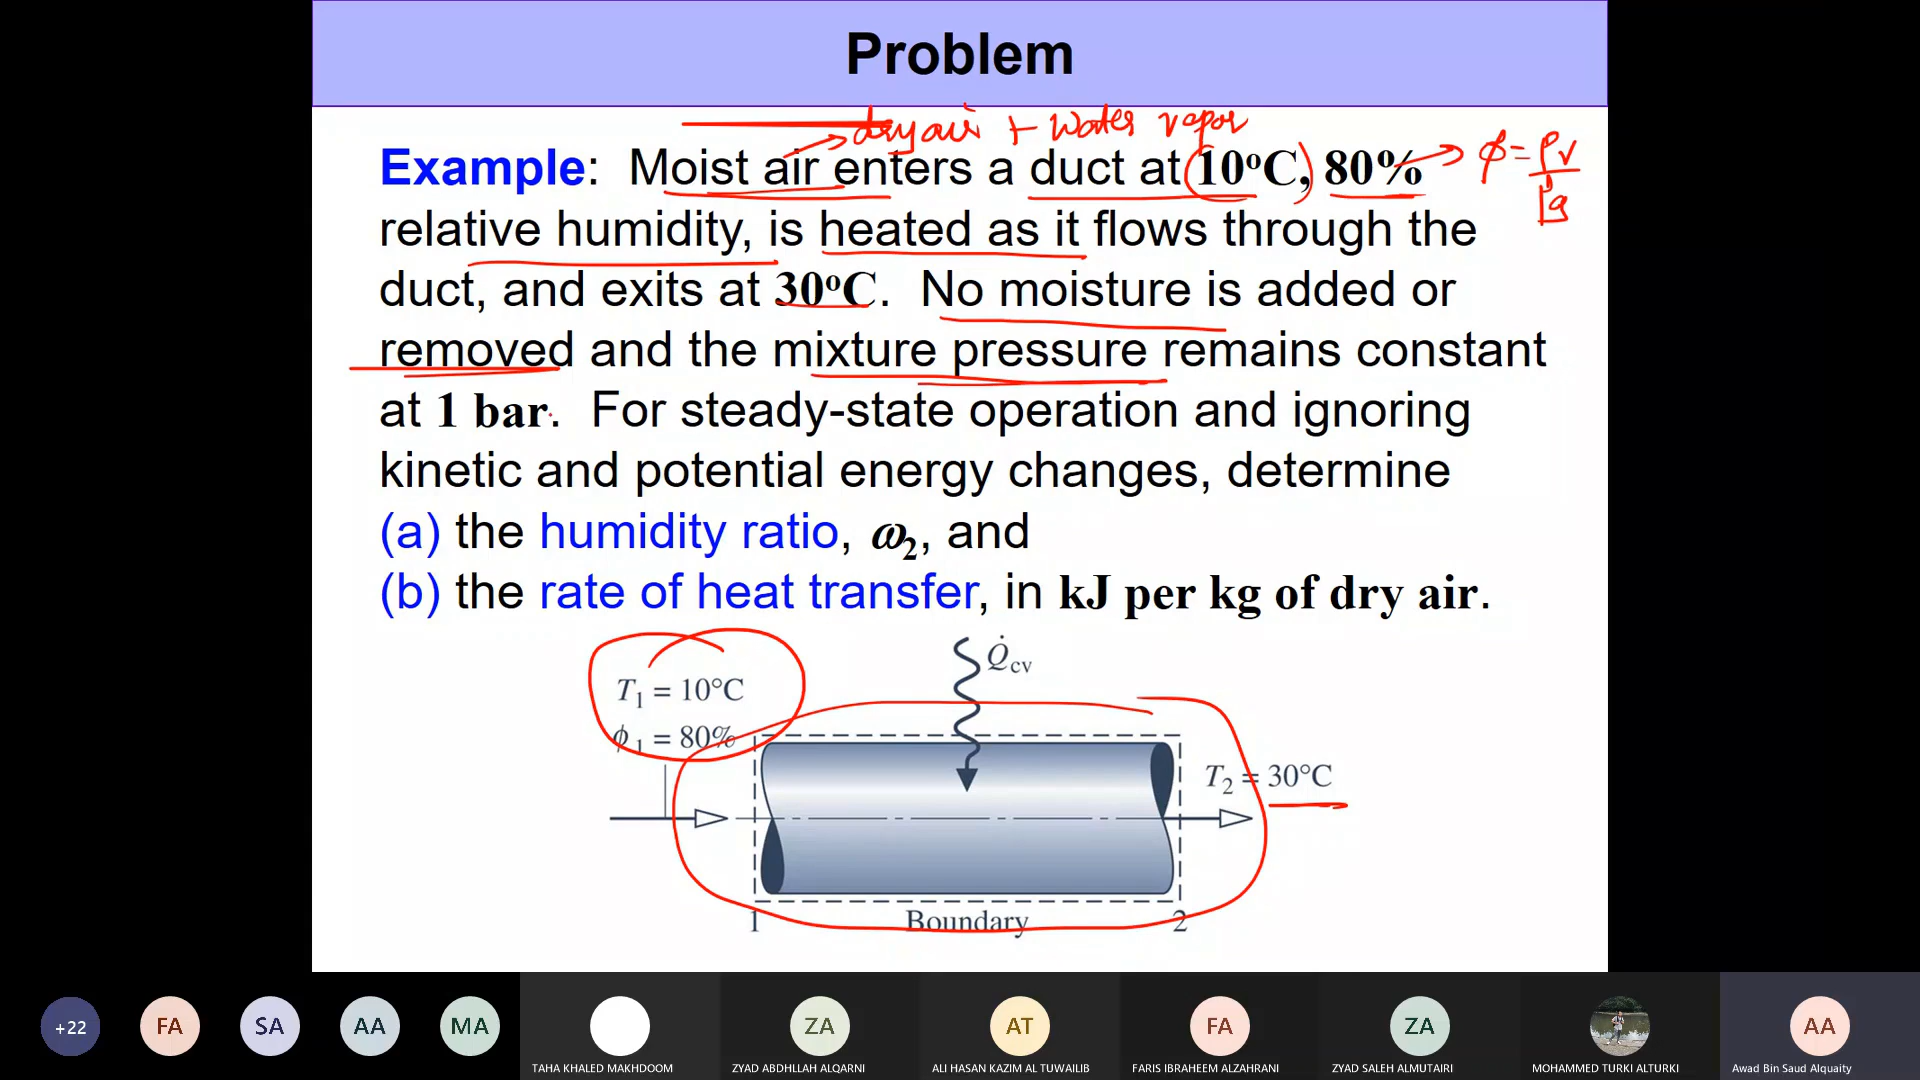 Problem
dry air + water vapor
Example: Moist air enters a duct at 10°C, 80%
ϕ = Pv
Pg
relative humidity, is heated as it flows through the
duct, and exits at 30°C. No moisture is added or
removed and the mixture pressure remains constant
at 1 bar. For steady-state operation and ignoring
kinetic and potential energy changes, determine
(a) the humidity ratio, ω₂, and
(b) the rate of heat transfer, in kJ per kg of dry air.
Q̇cv
T₁ = 10°C
ϕ₁ = 80%
T₂ = 30°C
1 Boundary 2
+22 FA SA AA MA ZA AT FA ZA AA
TAHA KHALED MAKHDOOM ZYAD ABDHLLAH ALQARNI ALI HASAN KAZIM AL TUWAILIB FARIS IBRAHEEM ALZAHRANI ZYAD SALEH ALMUTAIRI MOHAMMED TURKI ALTURKI Awad Bin Saud Alquaity